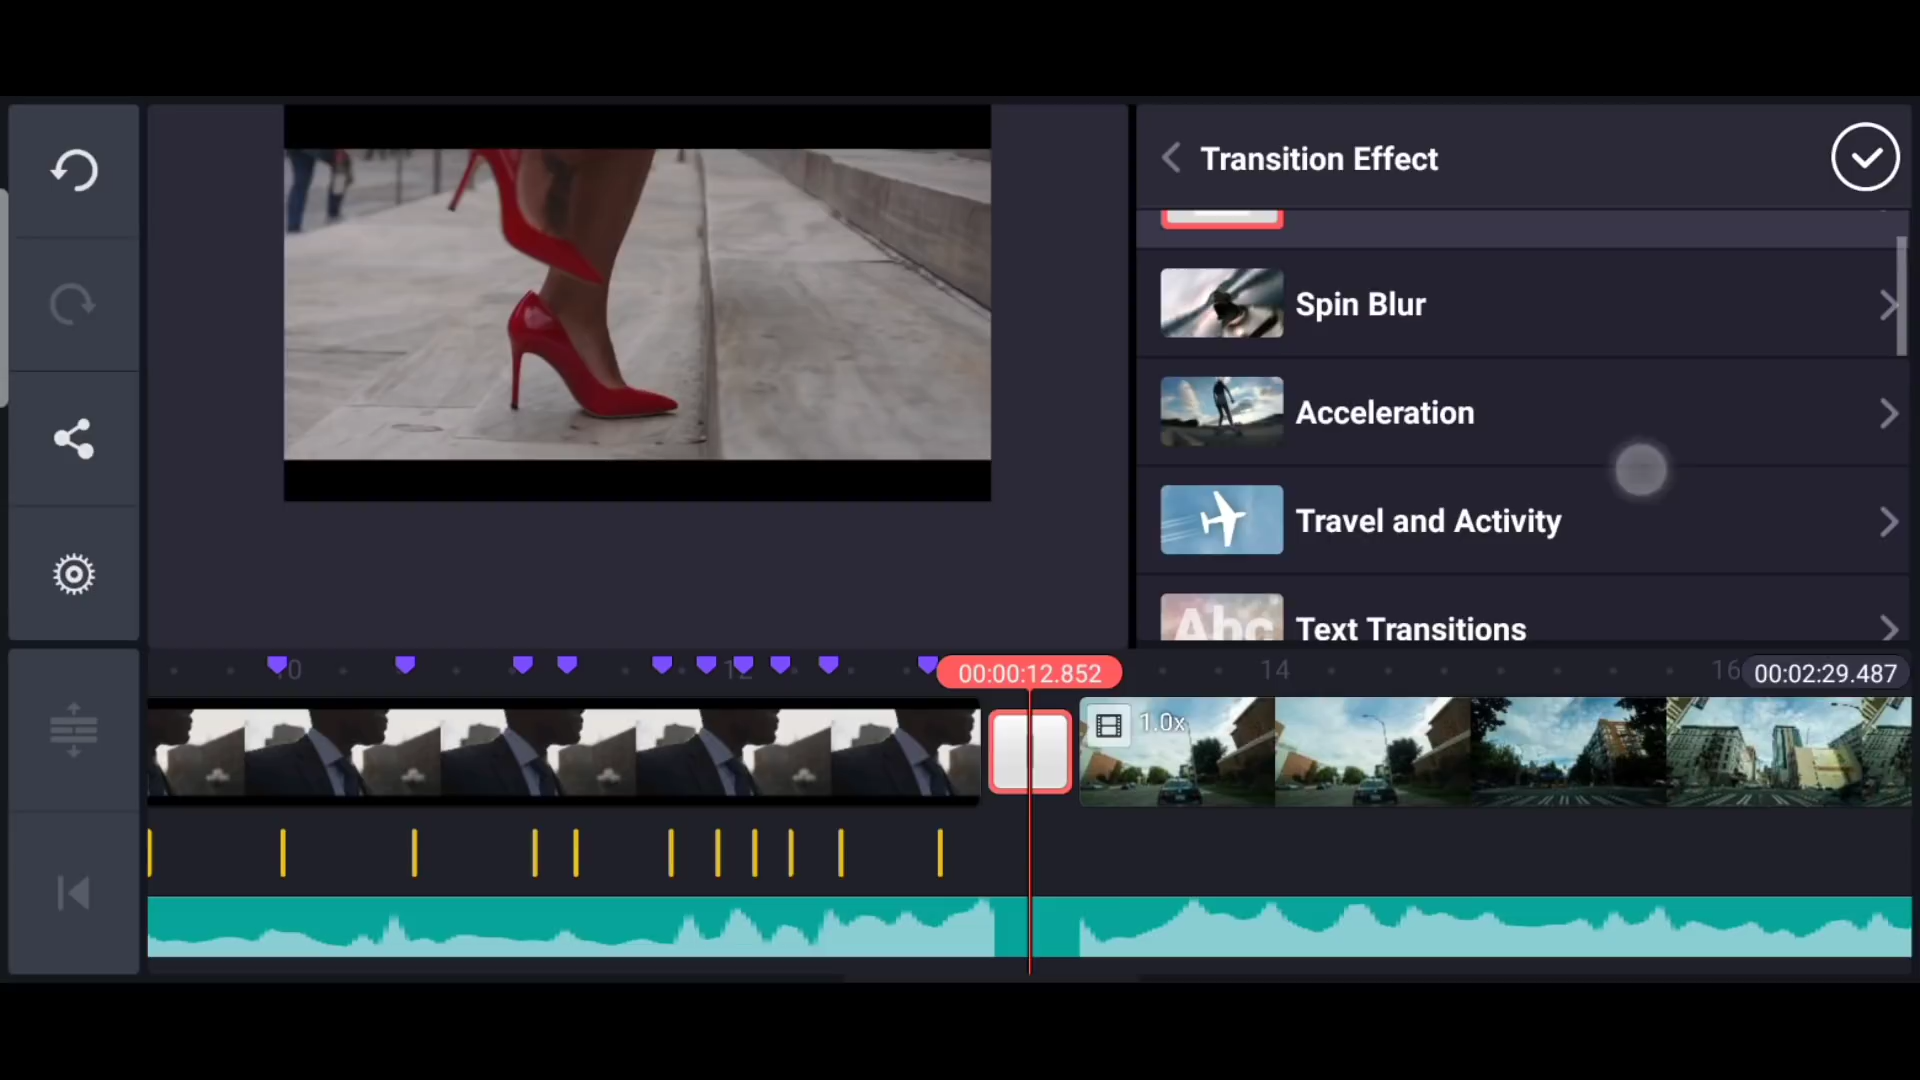 Transition Effect
Spin Blur
Acceleration
Travel and Activity
Abc
Text Transitions
12
00:00:12.852
14
16
00:02:29.487
1.0x